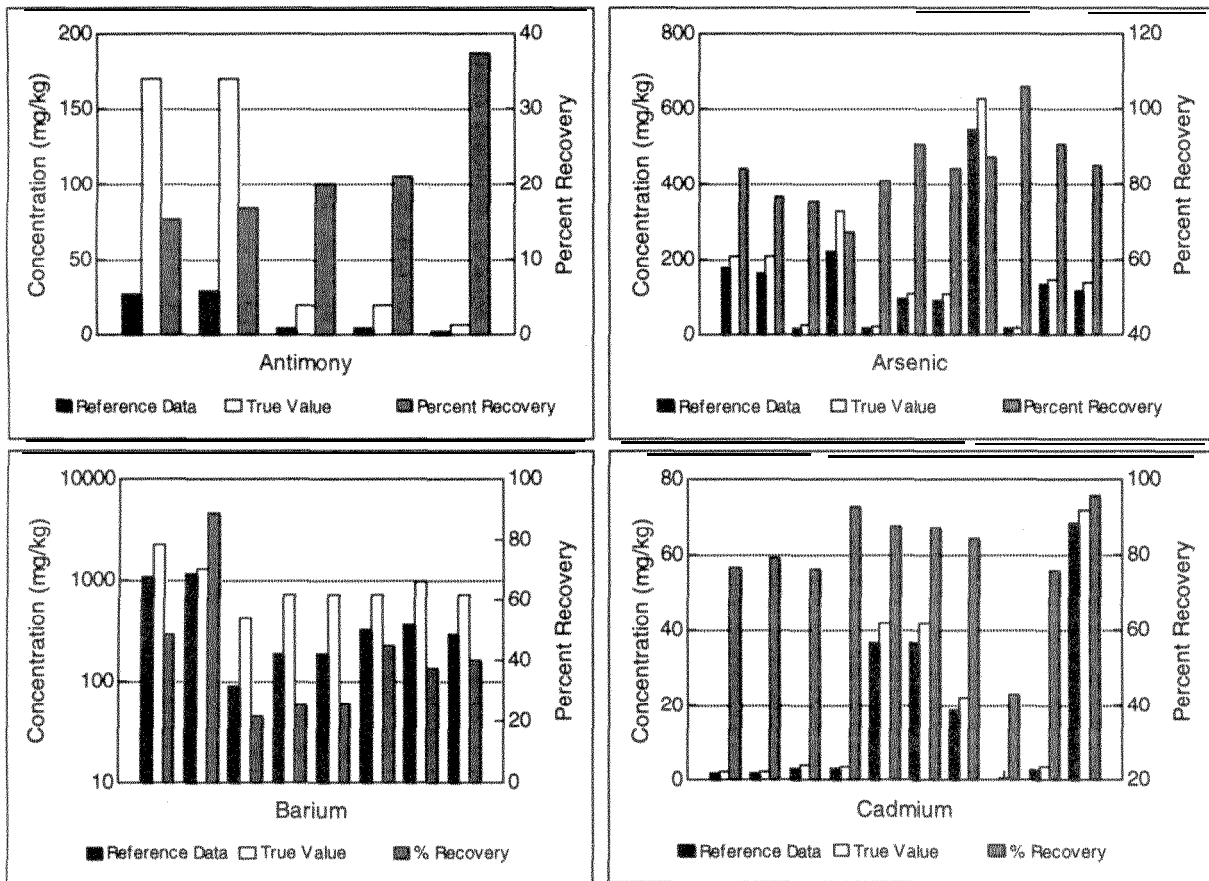 200
150
100
50
0
Concentration (mg/kg)
40
30
20
10
0
Percent Recovery
Antimony
Reference Data True Value Percent Recovery
800
600
400
200
0
Concentration (mg/kg)
120
100
80
60
40
Percent Recovery
Arsenic
Reference Data True Value Percent Recovery
10000
1000
100
10
Concentration (mg/kg)
100
80
60
40
20
0
Percent Recovery
Barium
Reference Data True Value % Recovery
80
60
40
20
0
Concentration (mg/kg)
100
80
60
40
20
Percent Recovery
Cadmium
Reference Data True Value % Recovery